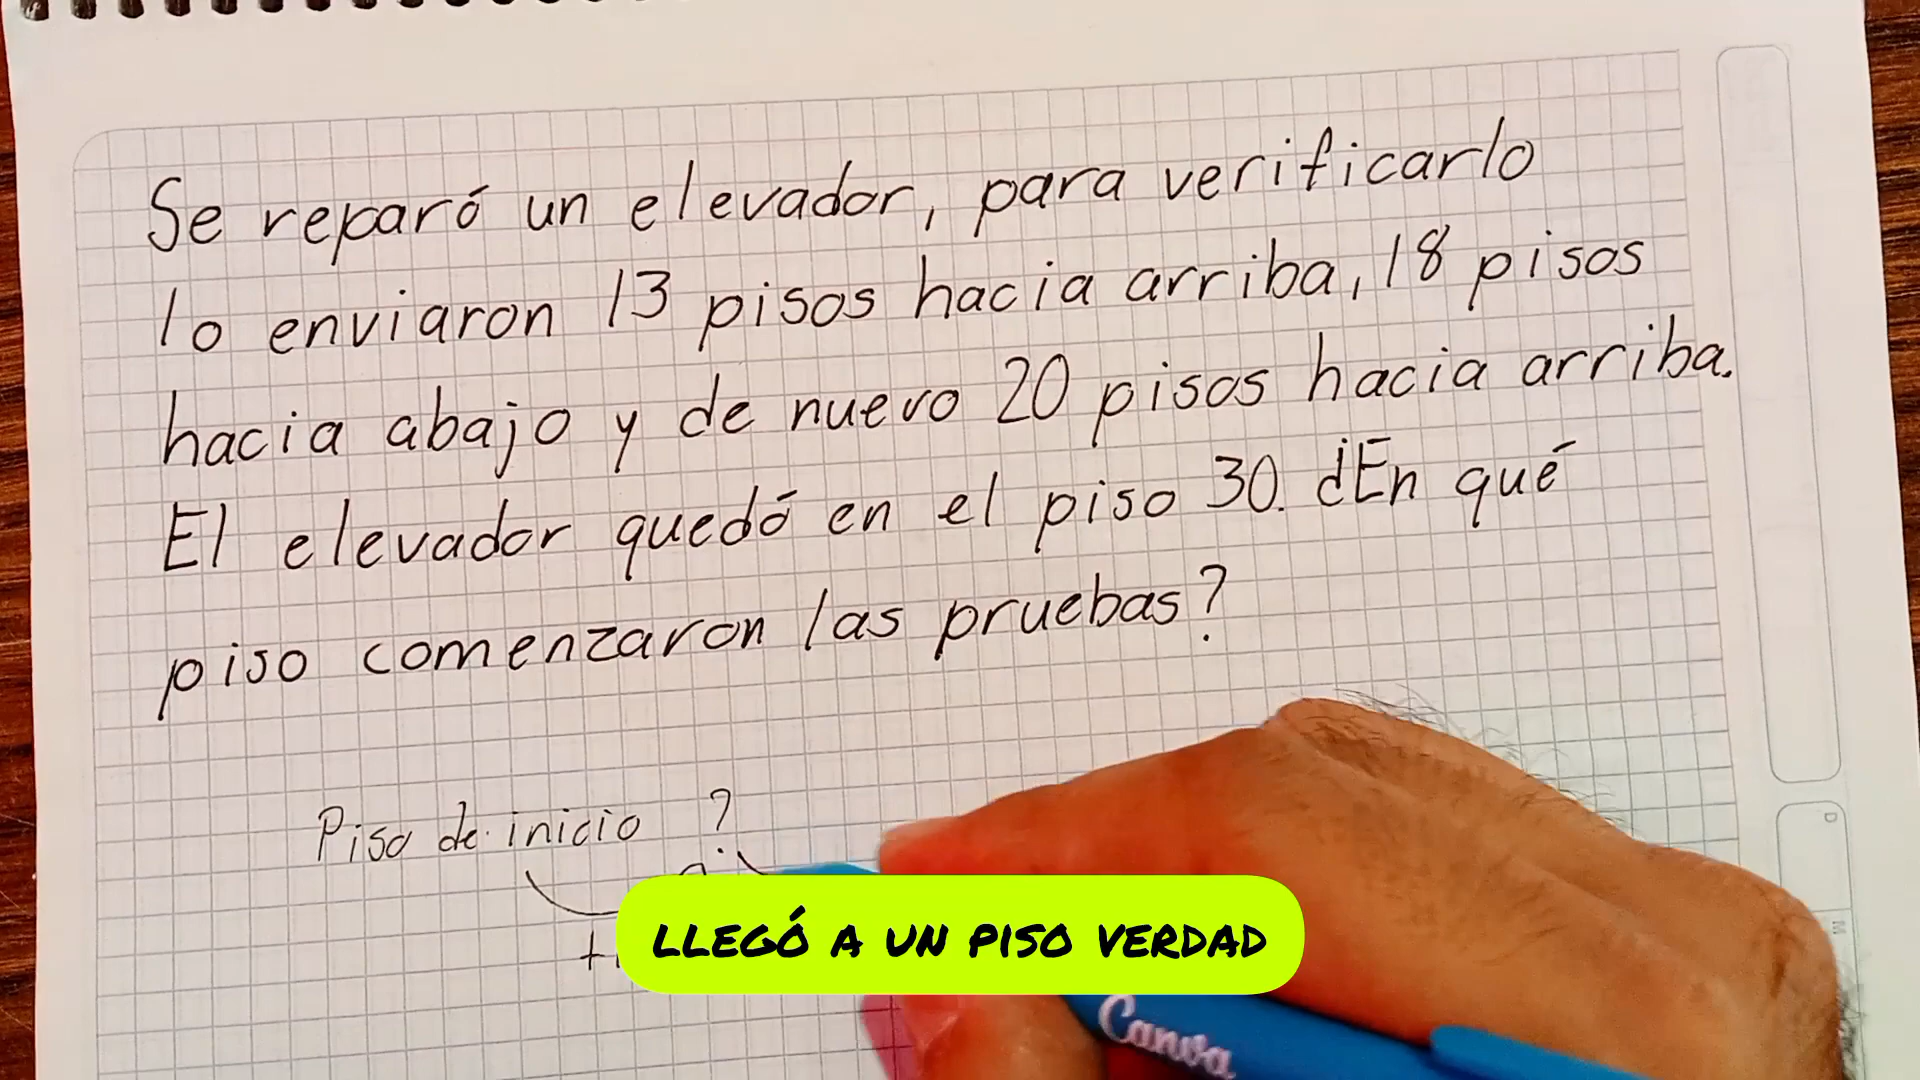 Se reparó un elevador, para verificarlo
lo enviaron 13 pisos hacia arriba, 18 pisos
hacia abajo y de nuevo 20 pisos hacia arriba.
El elevador quedó en el piso 30. ¿En qué
piso comenzaron las pruebas?
Piso de inicio ?
llegó a un piso verdad
Canva